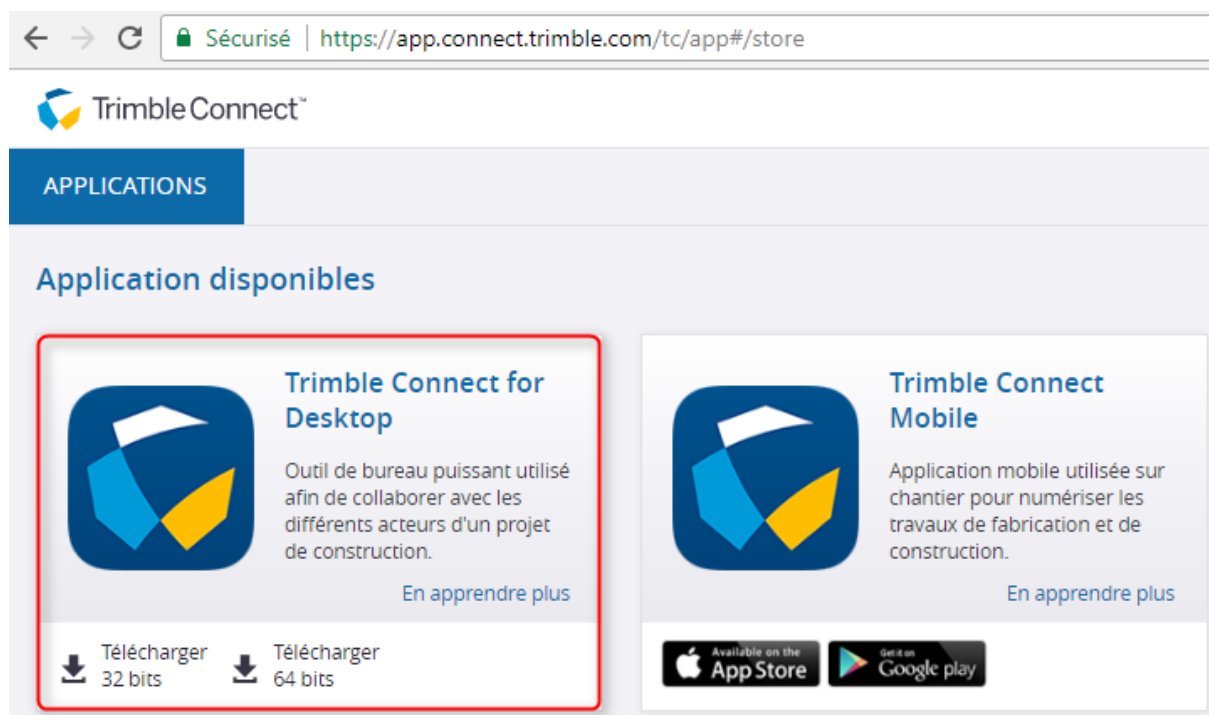 Sécurisé | https://app.connect.trimble.com/tc/app#/store
Trimble Connect™
APPLICATIONS
Application disponibles
Trimble Connect for
Desktop
Outil de bureau puissant utilisé
afin de collaborer avec les
différents acteurs d'un projet
de construction.
En apprendre plus
Télécharger
32 bits
Télécharger
64 bits
Trimble Connect
Mobile
Application mobile utilisée sur
chantier pour numériser les
travaux de fabrication et de
construction.
En apprendre plus
Available on the
App Store
Get it on
Google play